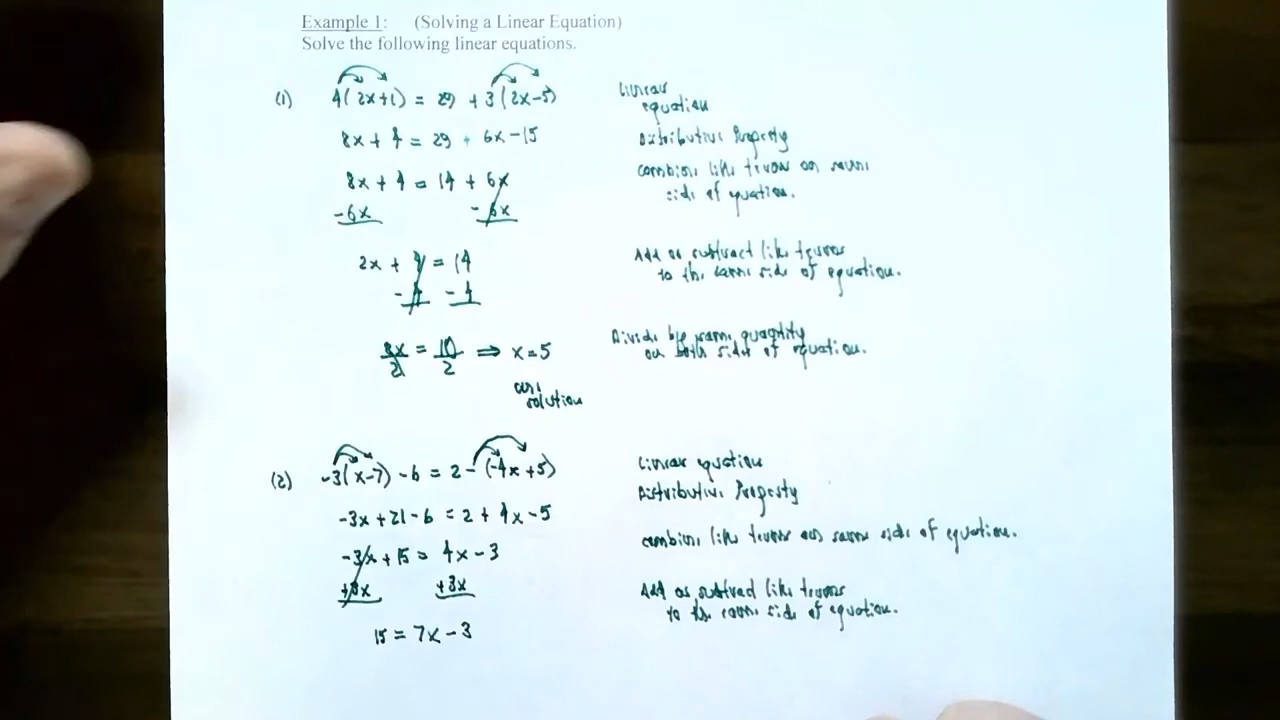 Example 1: (Solving a Linear Equation)
Solve the following linear equations.
(1) 4(2x+1) = 29 + 3(2x-5) Linear
equation
8x + 4 = 29 + 6x - 15 Distributive Property
8x + 4 = 14 + 6x combine like terms on same
side of equation.
-6x -6x
2x + 4 = 14 Add or subtract like terms
to the same side of equation.
-4 -4
2x/2 = 10/2 ⇒ x = 5 Divide by same quantity
on both sides of equation.
one
solution
(2) -3(x-7) - 6 = 2 - (-4x+5) Linear equation
Distributive Property
-3x + 21 - 6 = 2 + 4x - 5
combine like terms on same side of equation.
-3x + 15 = 4x - 3
+3x +3x Add or subtract like terms
to the same side of equation.
15 = 7x - 3